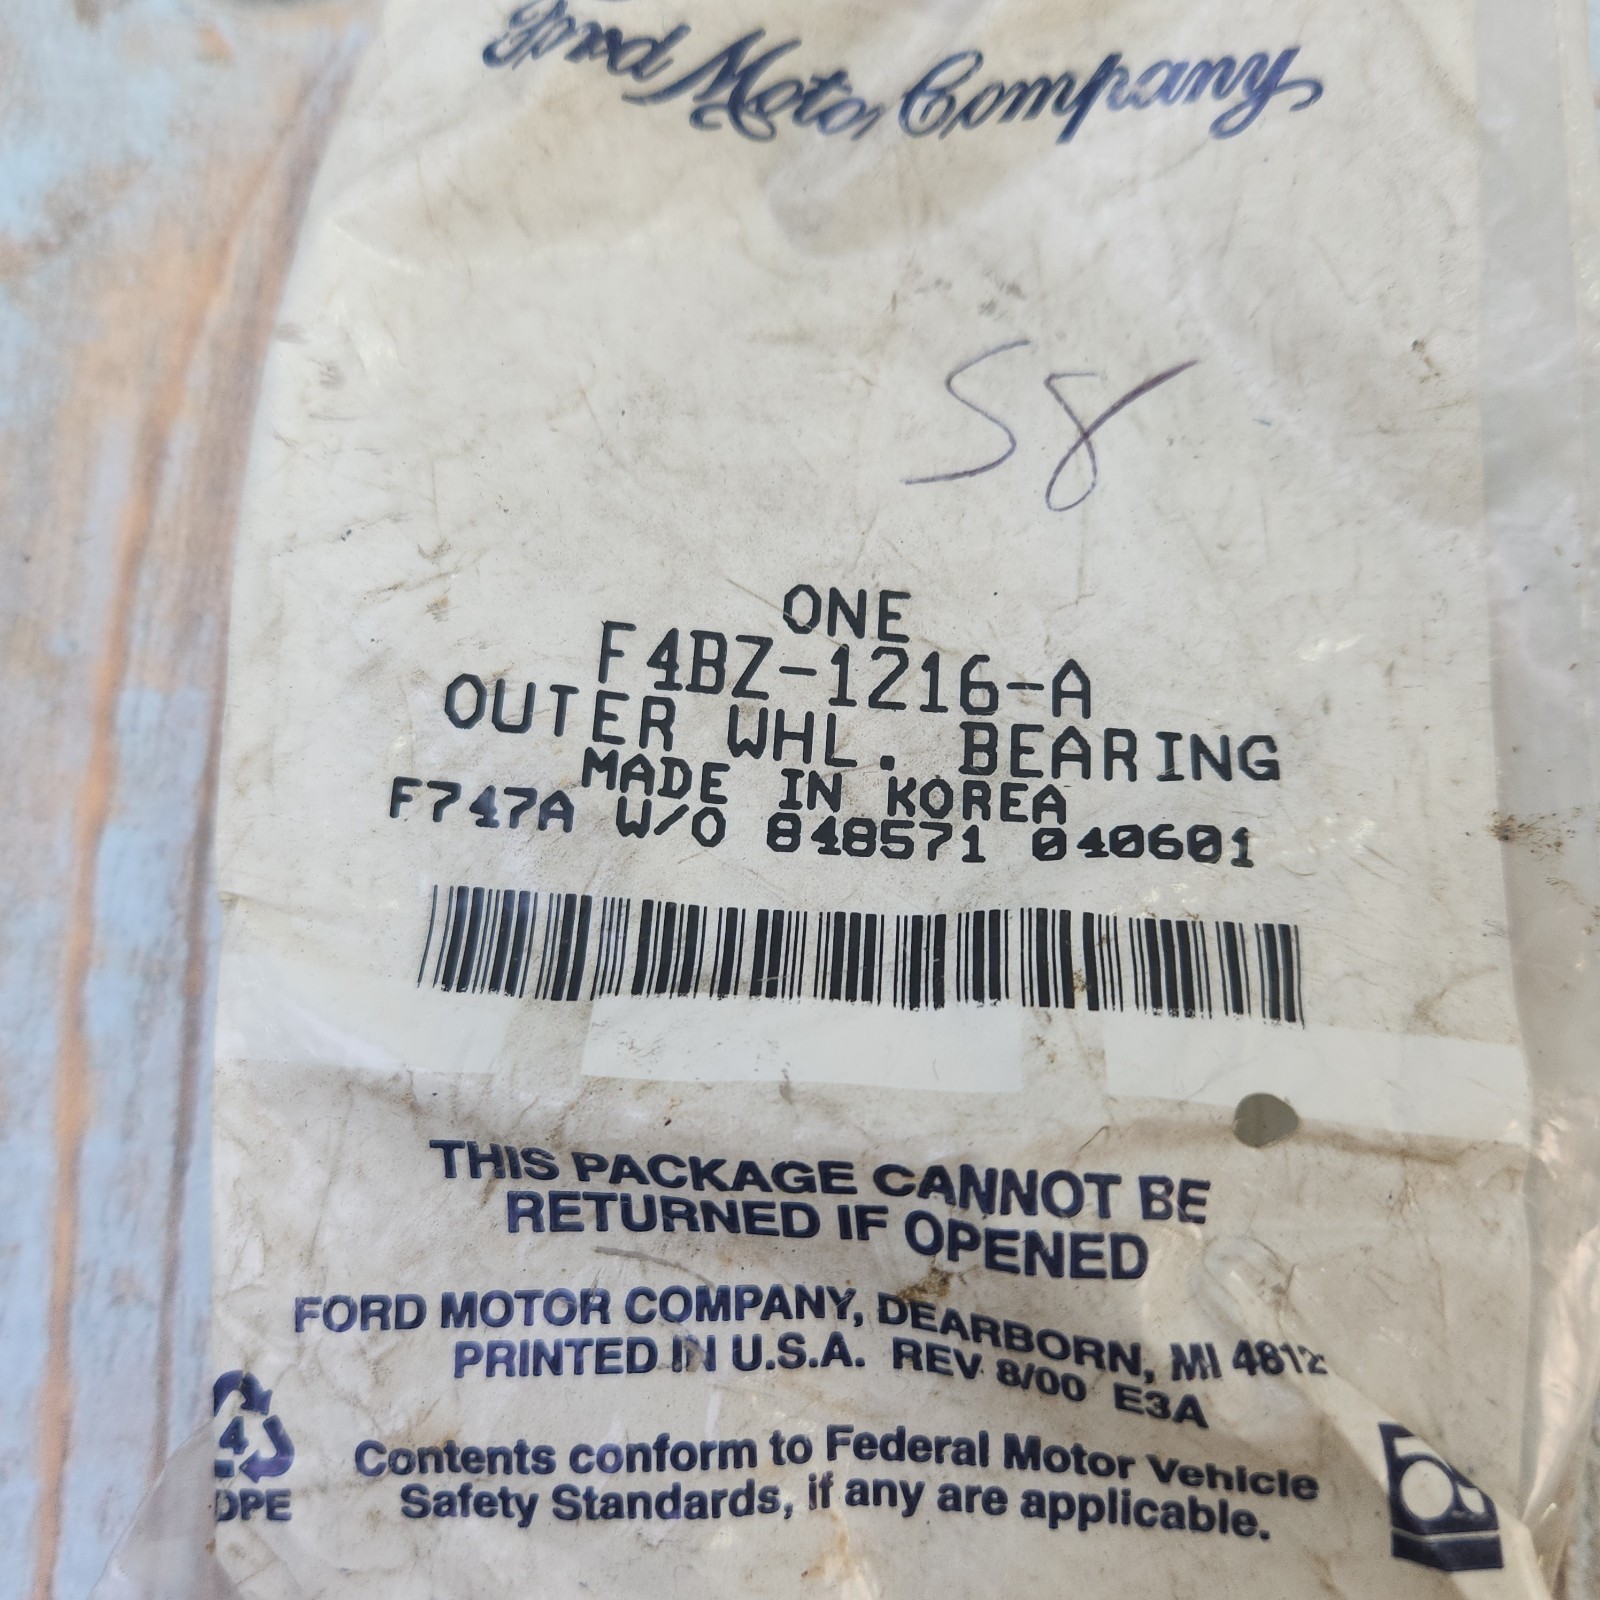 Ford Motor Company
58
ONE
F4BZ-1216-A
OUTER WHL. BEARING
MADE IN KOREA
F747A W/O 848571 040601
THIS PACKAGE CANNOT BE
RETURNED IF OPENED
FORD MOTOR COMPANY, DEARBORN, MI 4812
PRINTED IN U.S.A. REV 8/00 E3A
Contents conform to Federal Motor Vehicle
Safety Standards, if any are applicable.
4
DPE